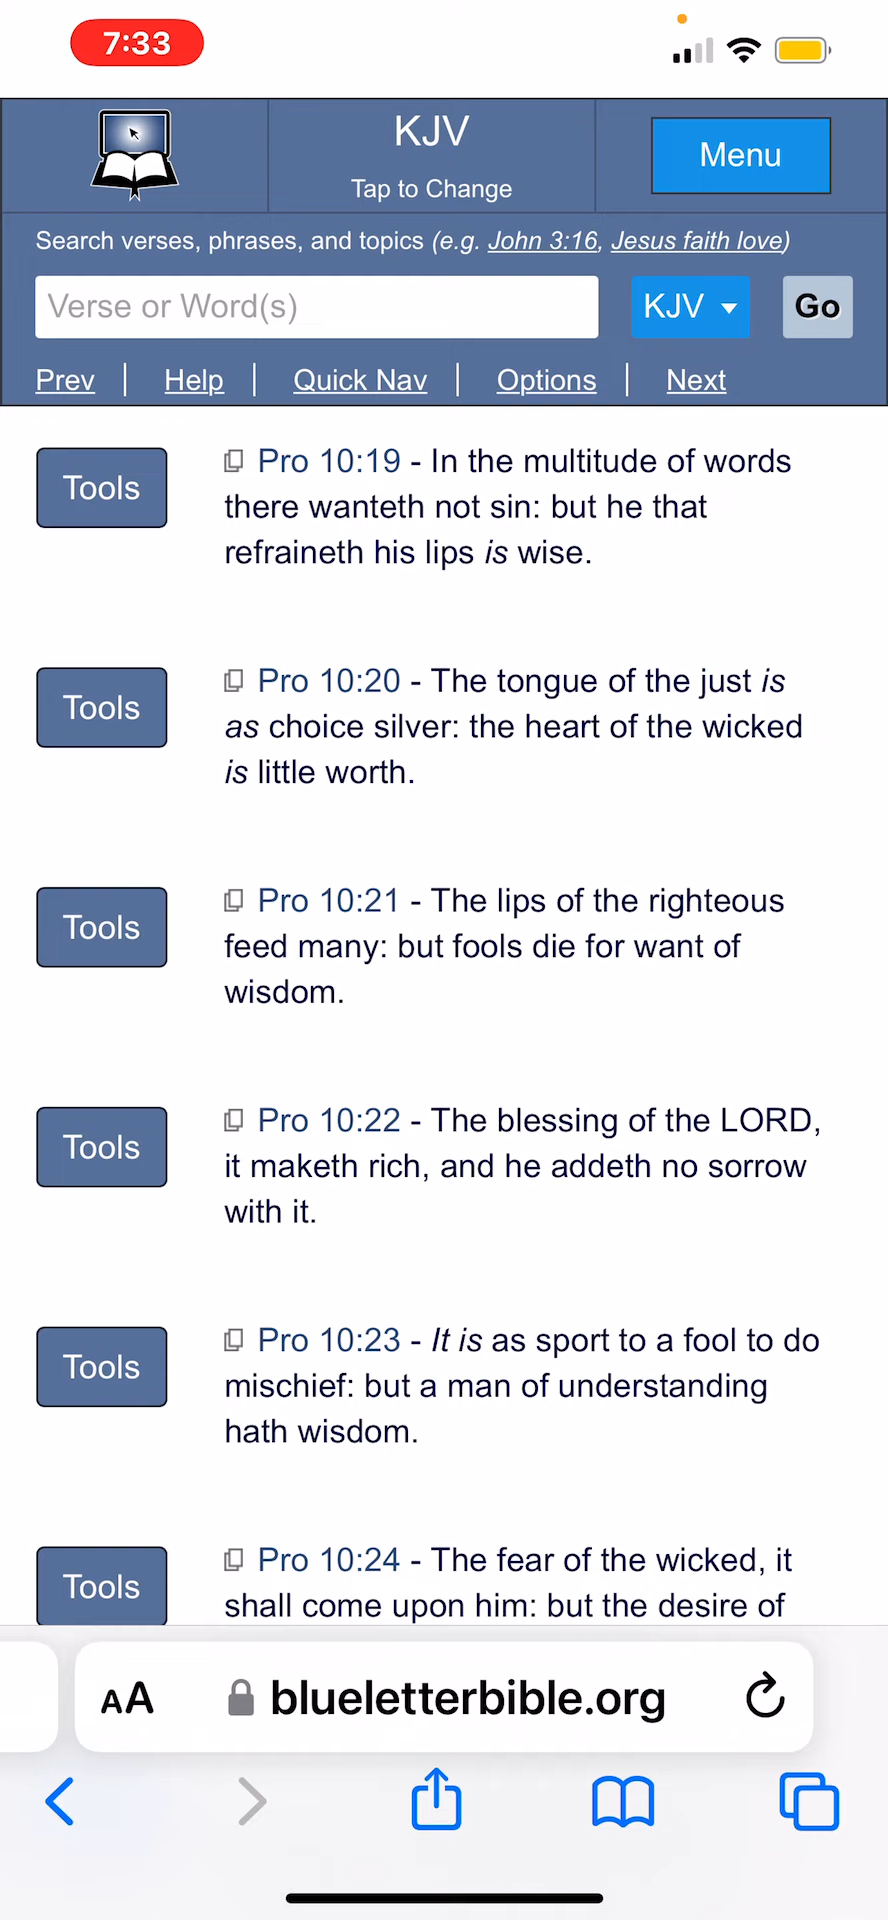 7:33
KJV
Tap to Change
Menu
Search verses, phrases, and topics (e.g. John 3:16, Jesus faith love)
Verse or Word(s)
KJV
Go
Prev | Help | Quick Nav | Options | Next
Tools
Pro 10:19 - In the multitude of words
there wanteth not sin: but he that
refraineth his lips is wise.
Tools
Pro 10:20 - The tongue of the just is
as choice silver: the heart of the wicked
is little worth.
Tools
Pro 10:21 - The lips of the righteous
feed many: but fools die for want of
wisdom.
Tools
Pro 10:22 - The blessing of the LORD,
it maketh rich, and he addeth no sorrow
with it.
Tools
Pro 10:23 - It is as sport to a fool to do
mischief: but a man of understanding
hath wisdom.
Tools
Pro 10:24 - The fear of the wicked, it
shall come upon him: but the desire of
AA
blueletterbible.org